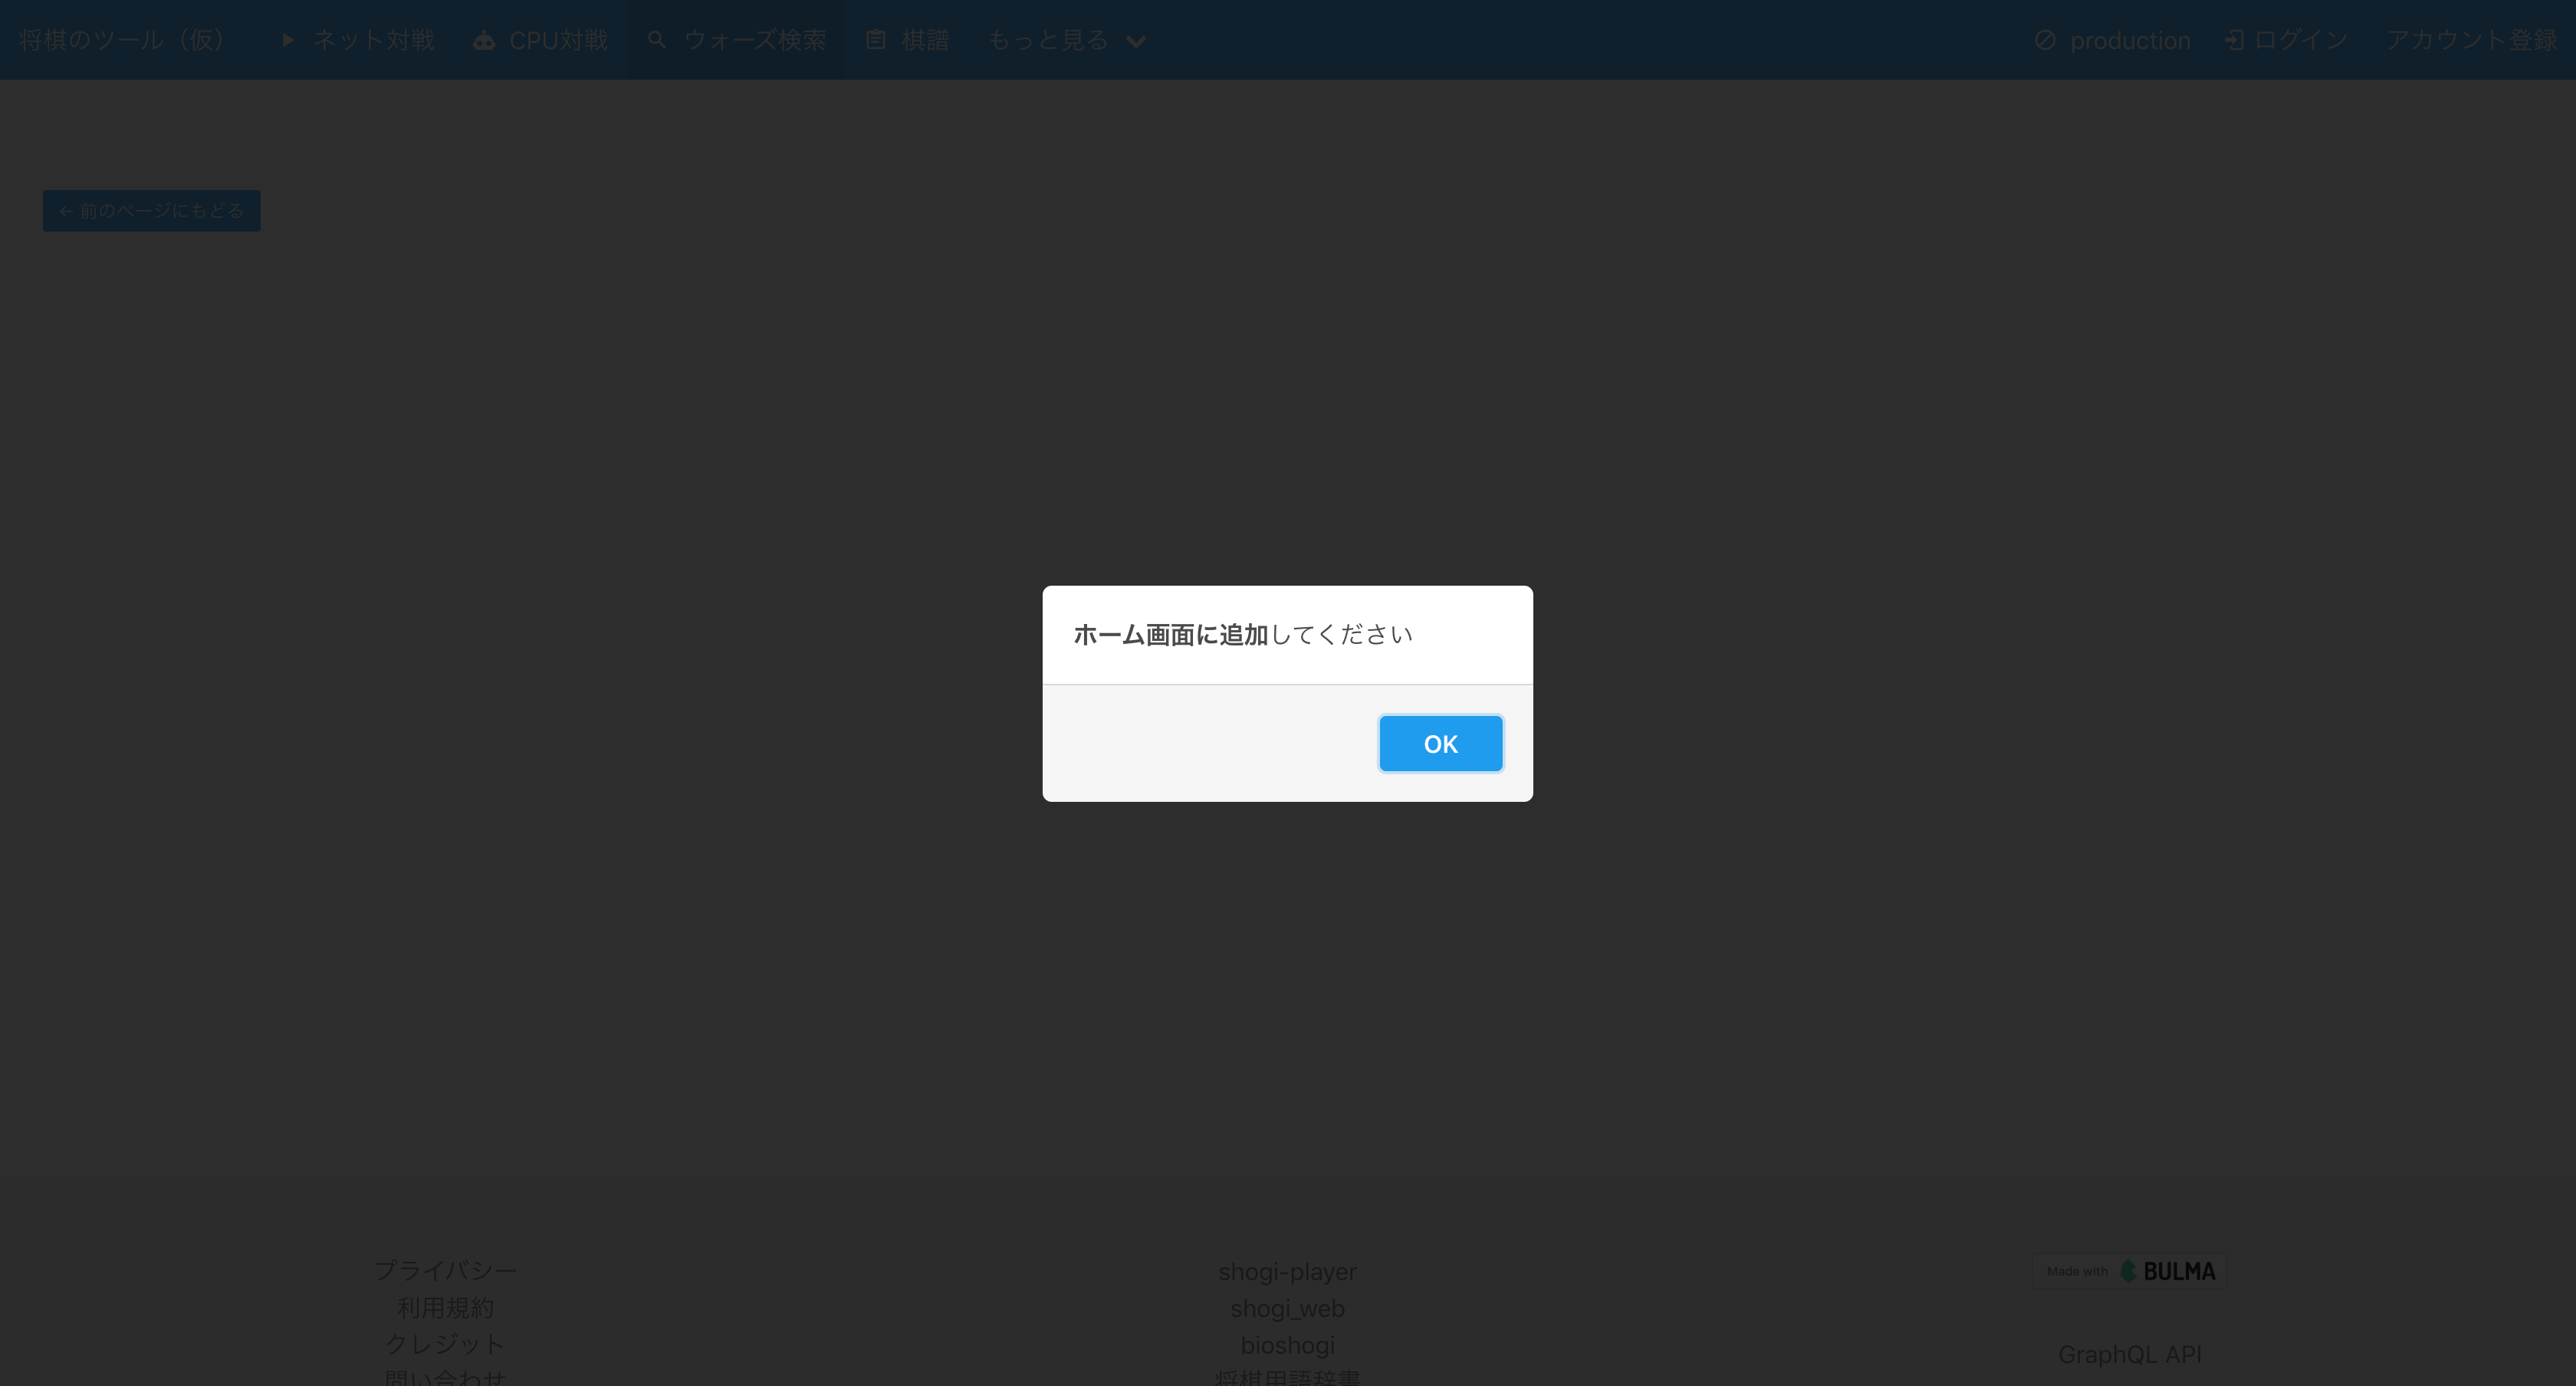 将棋のツール（仮） ネット対戦 CPU対戦 ウォーズ検索 棋譜 もっと見る production ログイン アカウント登録
← 前のページにもどる
ホーム画面に追加してください
OK
プライバシー
利用規約
クレジット
問い合わせ
shogi-player
shogi_web
bioshogi
将棋用語辞書
Made with BULMA
GraphQL API